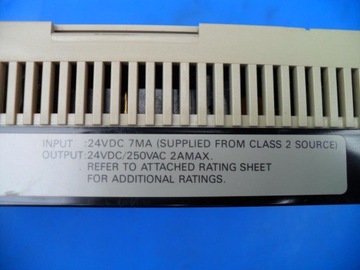 INPUT :24VDC 7MA (SUPPLIED FROM CLASS 2 SOURCE)
OUTPUT:24VDC/250VAC 2AMAX.
REFER TO ATTACHED RATING SHEET
FOR ADDITIONAL RATINGS.